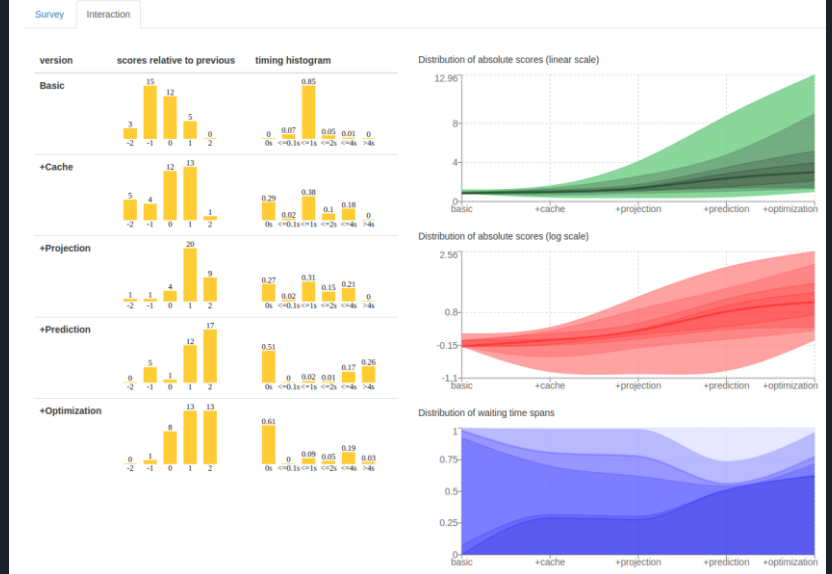 Survey Interaction
version scores relative to previous timing histogram
Basic
3 15 12 5 0
-2 -1 0 1 2
0 0.07 0.85 0.05 0.01 0
0s <=0.1s <=1s <=2s <=4s >4s
+Cache
5 4 12 13 1
-2 -1 0 1 2
0.29 0.02 0.38 0.1 0.18 0
0s <=0.1s <=1s <=2s <=4s >4s
+Projection
1 1 4 20 9
-2 -1 0 1 2
0.27 0.02 0.31 0.15 0.21 0
0s <=0.1s <=1s <=2s <=4s >4s
+Prediction
0 5 1 12 17
-2 -1 0 1 2
0.51 0 0.02 0.01 0.17 0.26
0s <=0.1s <=1s <=2s <=4s >4s
+Optimization
0 1 8 13 13
-2 -1 0 1 2
0.61 0 0.09 0.05 0.19 0.03
0s <=0.1s <=1s <=2s <=4s >4s
Distribution of absolute scores (linear scale)
12.96
8
4
0
basic +cache +projection +prediction +optimization
Distribution of absolute scores (log scale)
2.56
0.8
-0.15
-1.1
basic +cache +projection +prediction +optimization
Distribution of waiting time spans
1
0.75
0.5
0.25
0
basic +cache +projection +prediction +optimization